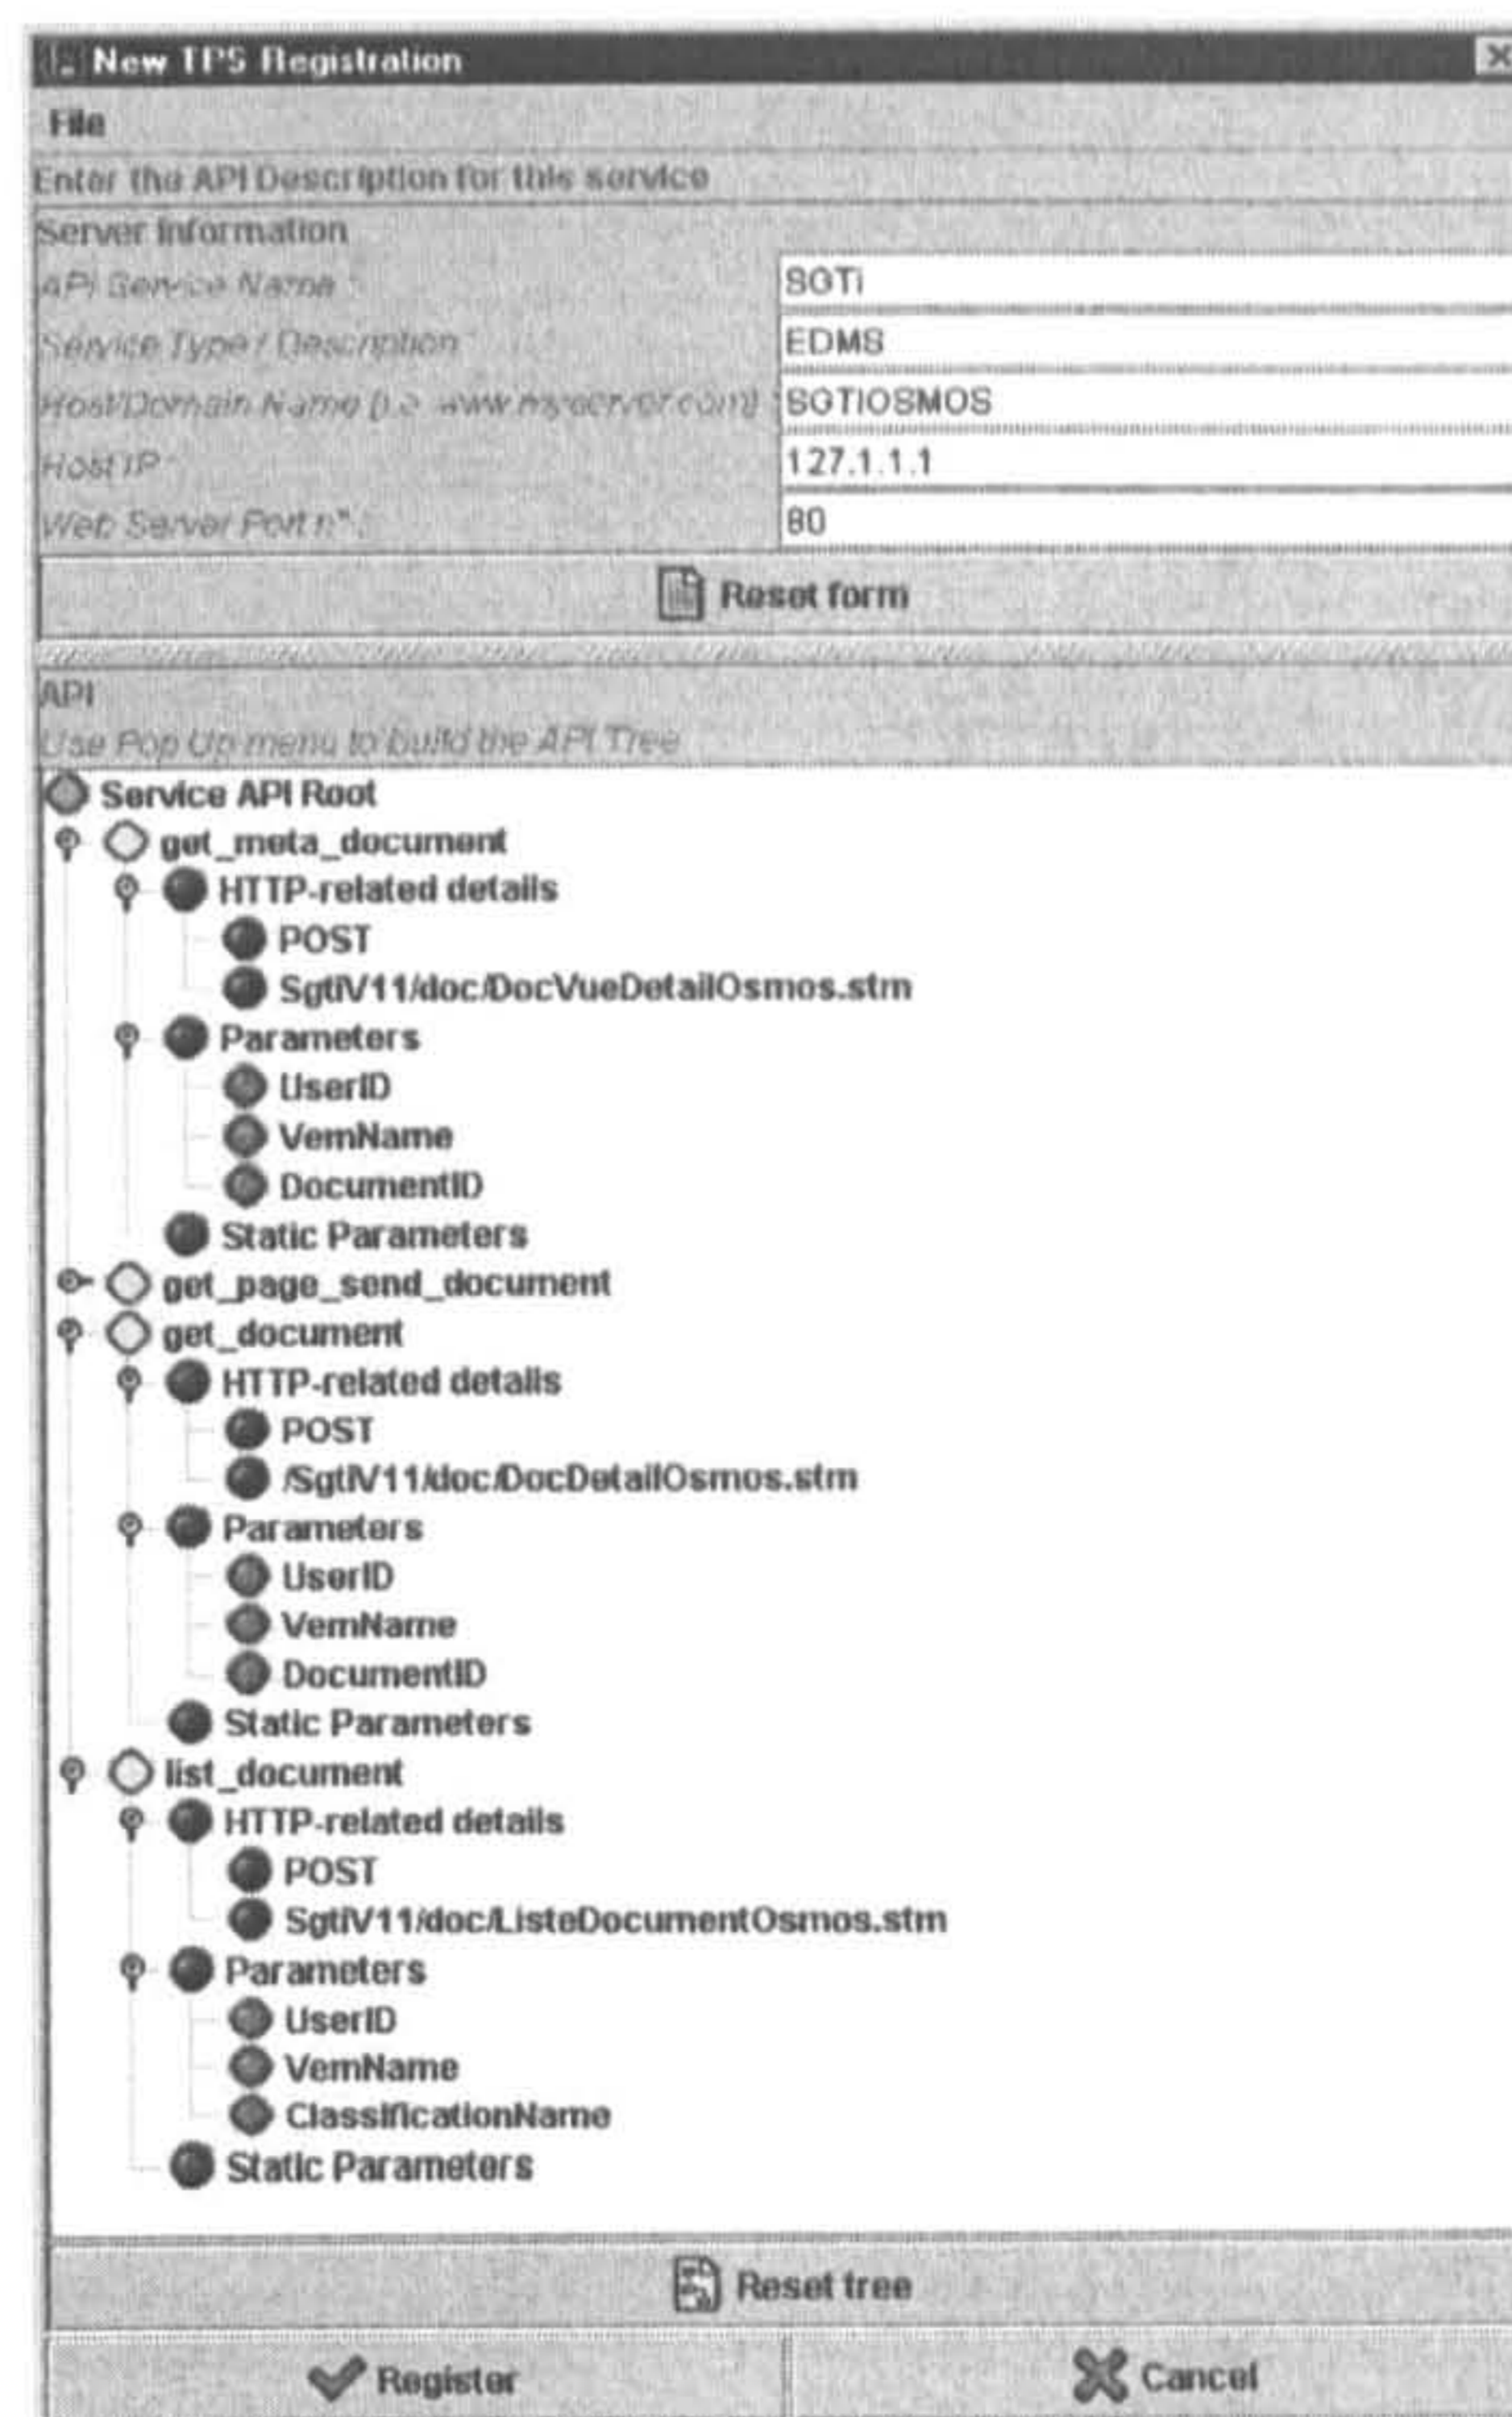 New TPS Registration
File
Enter the API Description for this service
Server Information
API Service Name * SGTi
Service Type / Description * EDMS
Host/Domain Name (i.e. www.myserver.com) * SGTIOSMOS
Host IP * 127.1.1.1
Web Server Port n° : 80
Reset form
API
Use Pop Up menu to build the API Tree
Service API Root
get_meta_document
HTTP-related details
POST
SgtiV11/doc/DocVueDetailOsmos.stm
Parameters
UserID
VemName
DocumentID
Static Parameters
get_page_send_document
get_document
HTTP-related details
POST
/SgtiV11/doc/DocDetailOsmos.stm
Parameters
UserID
VemName
DocumentID
Static Parameters
list_document
HTTP-related details
POST
SgtiV11/doc/ListeDocumentOsmos.stm
Parameters
UserID
VemName
ClassificationName
Static Parameters
Reset tree
Register Cancel